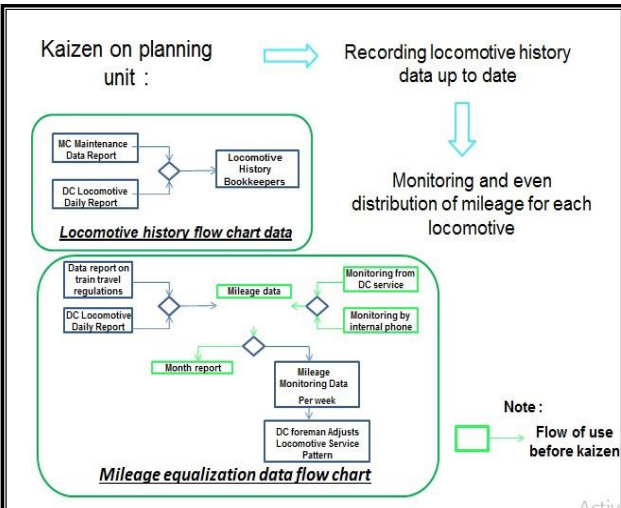 Kaizen on planning
unit :
Recording locomotive history
data up to date
Monitoring and even
distribution of mileage for each
locomotive
MC Maintenance
Data Report
DC Locomotive
Daily Report
Locomotive
History
Bookkeepers
Locomotive history flow chart data
Data report on
train travel
regulations
DC Locomotive
Daily Report
Mileage data
Monitoring from
DC service
Monitoring by
internal phone
Month report
Mileage
Monitoring Data
Per week
DC foreman Adjusts
Locomotive Service
Pattern
Mileage equalization data flow chart
Note :
Flow of use
before kaizen